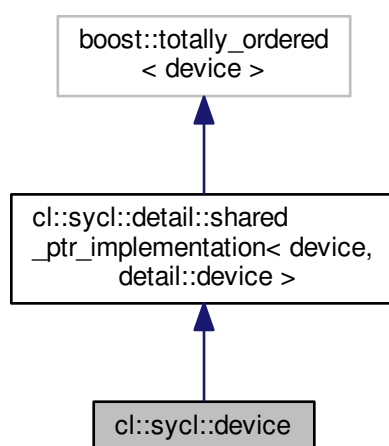 boost::totally_ordered
< device >
cl::sycl::detail::shared
_ptr_implementation< device,
detail::device >
cl::sycl::device